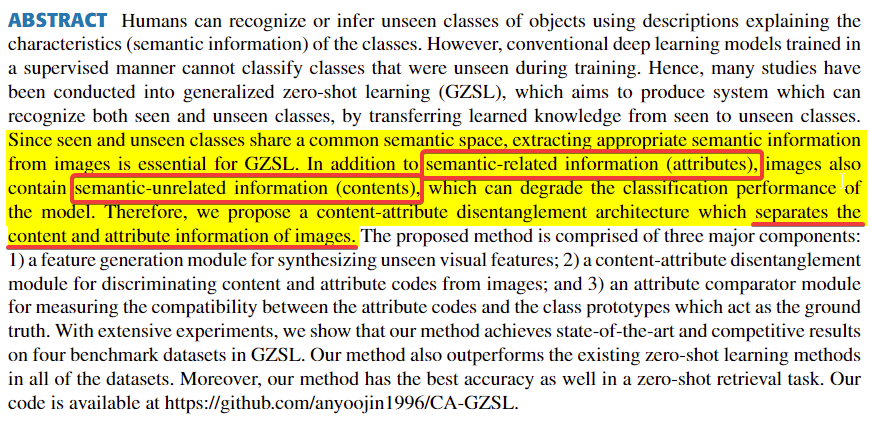 ABSTRACT Humans can recognize or infer unseen classes of objects using descriptions explaining the
characteristics (semantic information) of the classes. However, conventional deep learning models trained in
a supervised manner cannot classify classes that were unseen during training. Hence, many studies have
been conducted into generalized zero-shot learning (GZSL), which aims to produce system which can
recognize both seen and unseen classes, by transferring learned knowledge from seen to unseen classes.
Since seen and unseen classes share a common semantic space, extracting appropriate semantic information
from images is essential for GZSL. In addition to semantic-related information (attributes), images also
contain semantic-unrelated information (contents), which can degrade the classification performance of
the model. Therefore, we propose a content-attribute disentanglement architecture which separates the
content and attribute information of images. The proposed method is comprised of three major components:
1) a feature generation module for synthesizing unseen visual features; 2) a content-attribute disentanglement
module for discriminating content and attribute codes from images; and 3) an attribute comparator module
for measuring the compatibility between the attribute codes and the class prototypes which act as the ground
truth. With extensive experiments, we show that our method achieves state-of-the-art and competitive results
on four benchmark datasets in GZSL. Our method also outperforms the existing zero-shot learning methods
in all of the datasets. Moreover, our method has the best accuracy as well in a zero-shot retrieval task. Our
code is available at https://github.com/anyoojin1996/CA-GZSL.